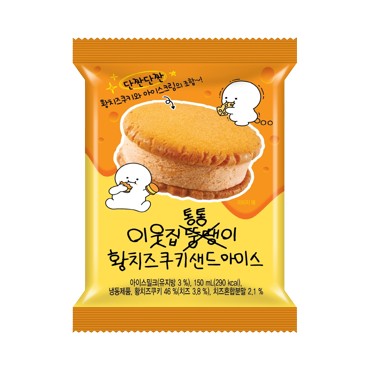 단짠단짠
황치즈쿠키와 아이스크림의 조합~!
통통
이웃집 뚱땡이
황치즈쿠키샌드아이스
아이스밀크(유지방 3 %), 150 mL(290 kcal),
냉동제품, 황치즈쿠키 46 %(치즈 3.8 %), 치즈혼합분말 2.1 %